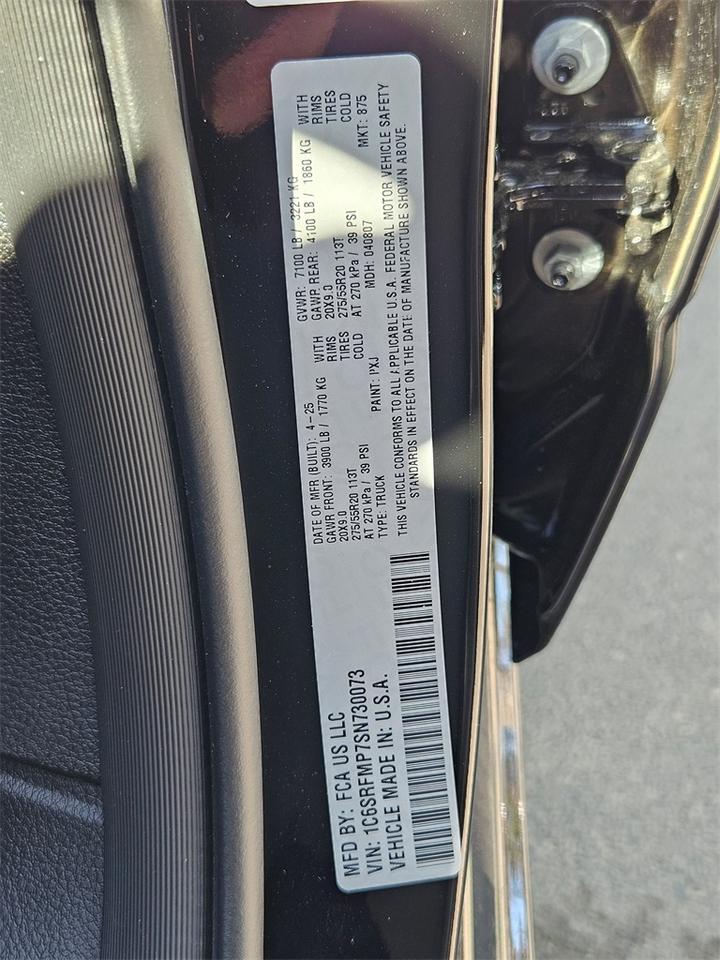 MFD BY: FCA US LLC
VIN: 1C6SRFMP7SN730073
VEHICLE MADE IN: U.S.A.
DATE OF MFR (BUILT): 4-25 GVWR: 7100 LB / 3221 KG
GAWR FRONT: 3900 LB / 1770 KG WITH GAWR REAR: 4100 LB / 1860 KG WITH
20X9.0 RIMS 20X9.0 RIMS
275/55R20 113T TIRES 275/55R20 113T TIRES
AT 270 kPa / 39 PSI COLD AT 270 kPa / 39 PSI COLD
TYPE: TRUCK PAINT: PXJ MDH: 040807 MKT: 875
THIS VEHICLE CONFORMS TO ALL APPLICABLE U.S.A. FEDERAL MOTOR VEHICLE SAFETY
STANDARDS IN EFFECT ON THE DATE OF MANUFACTURE SHOWN ABOVE.